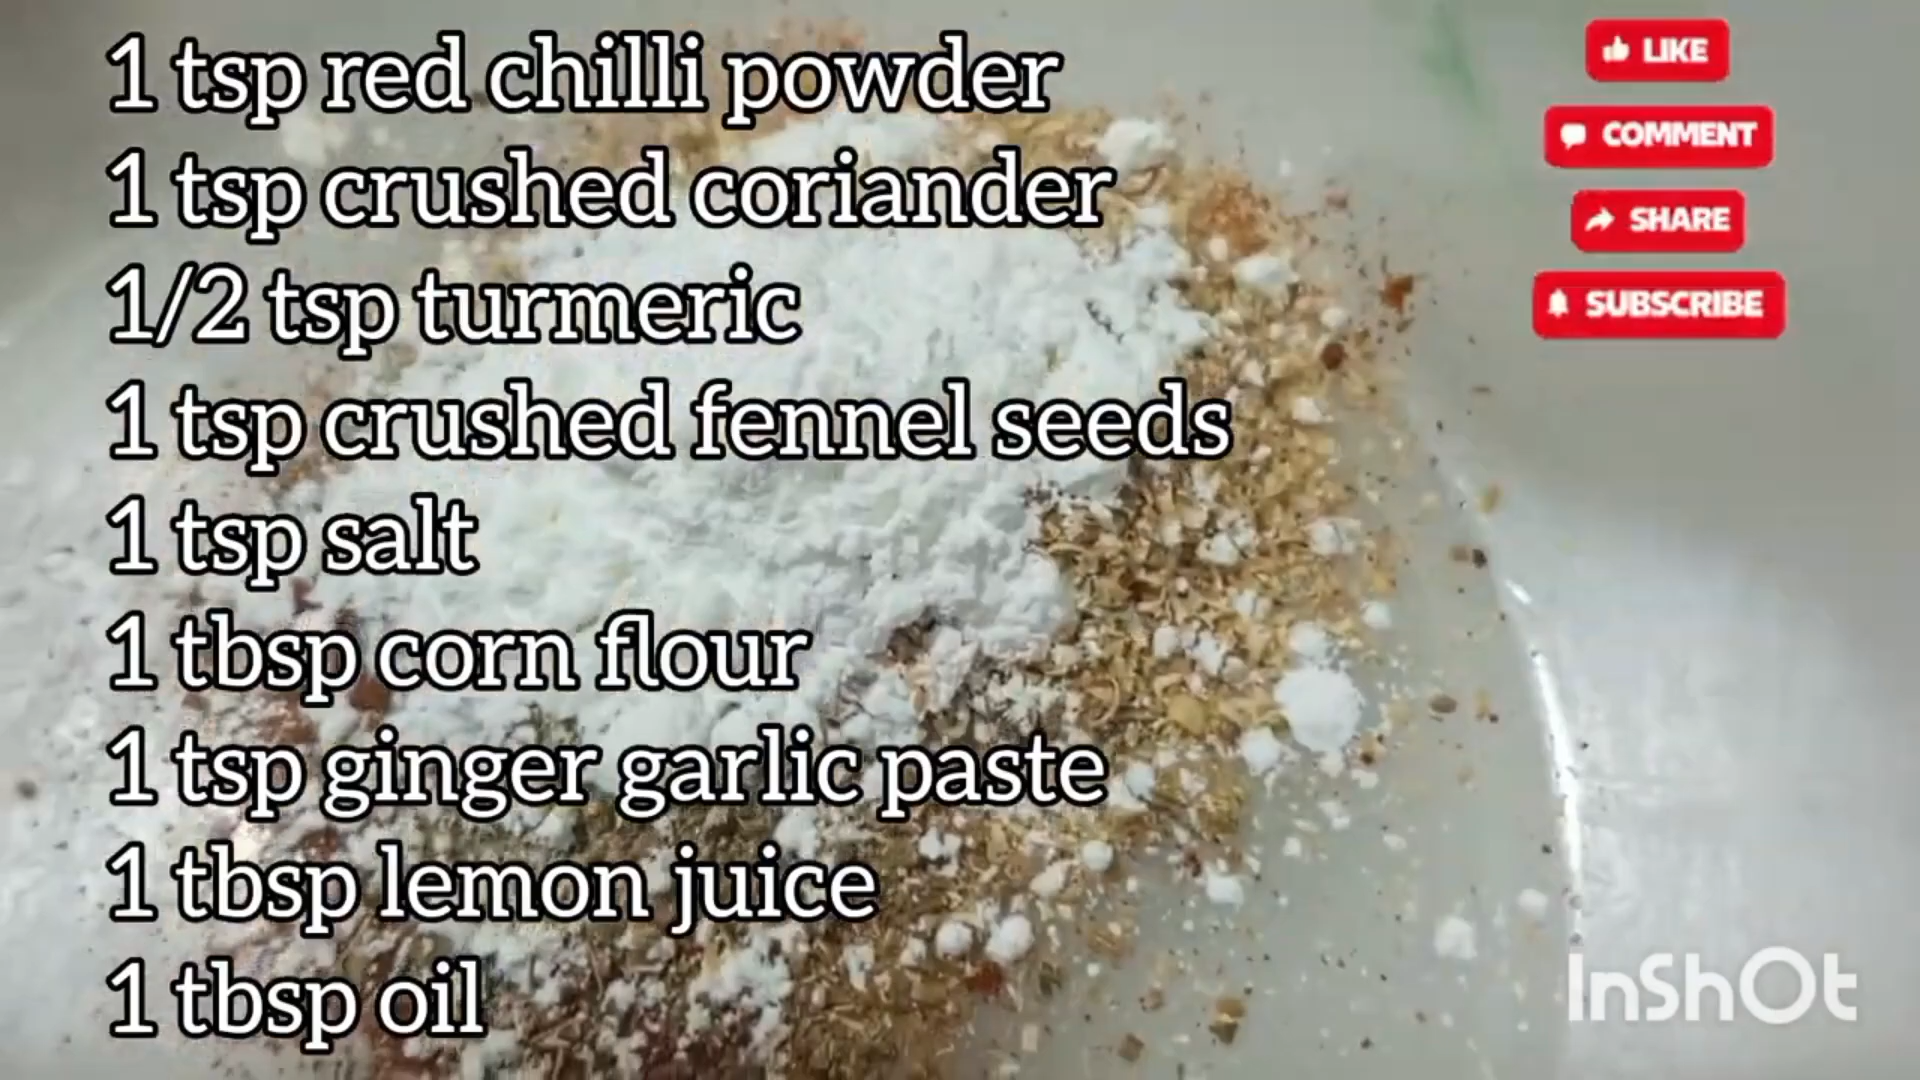 1 tsp red chilli powder
1 tsp crushed coriander
1/2 tsp turmeric
1 tsp crushed fennel seeds
1 tsp salt
1 tbsp corn flour
1 tsp ginger garlic paste
1 tbsp lemon juice
1 tbsp oil
LIKE
COMMENT
SHARE
SUBSCRIBE
InShOt